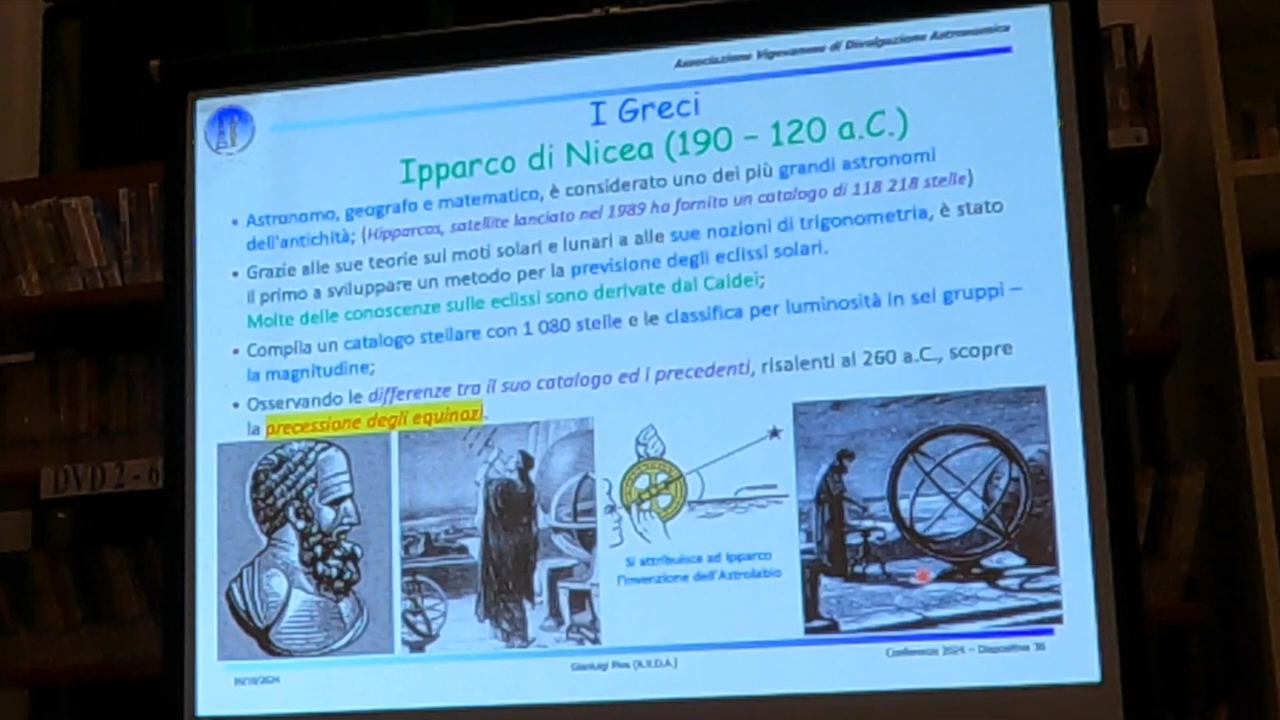 Associazione Vigevanese di Divulgazione Astronomica
I Greci
Ipparco di Nicea (190 – 120 a.C.)
• Astronomo, geografo e matematico, è considerato uno dei più grandi astronomi
dell'antichità; (Hipparcos, satellite lanciato nel 1989 ha fornito un catalogo di 118 218 stelle)
• Grazie alle sue teorie sui moti solari e lunari a alle sue nozioni di trigonometria, è stato
il primo a sviluppare un metodo per la previsione degli eclissi solari.
Molte delle conoscenze sulle eclissi sono derivate dai Caldei;
• Compila un catalogo stellare con 1 080 stelle e le classifica per luminosità in sei gruppi –
la magnitudine;
• Osservando le differenze tra il suo catalogo ed i precedenti, risalenti al 260 a.C., scopre
la precessione degli equinozi.
Si attribuisce ad Ipparco
l'invenzione dell'Astrolabio
Gianluigi Piva (A.V.D.A.)
Conferenze 2024 – Diapositiva
DVD 2 - 6